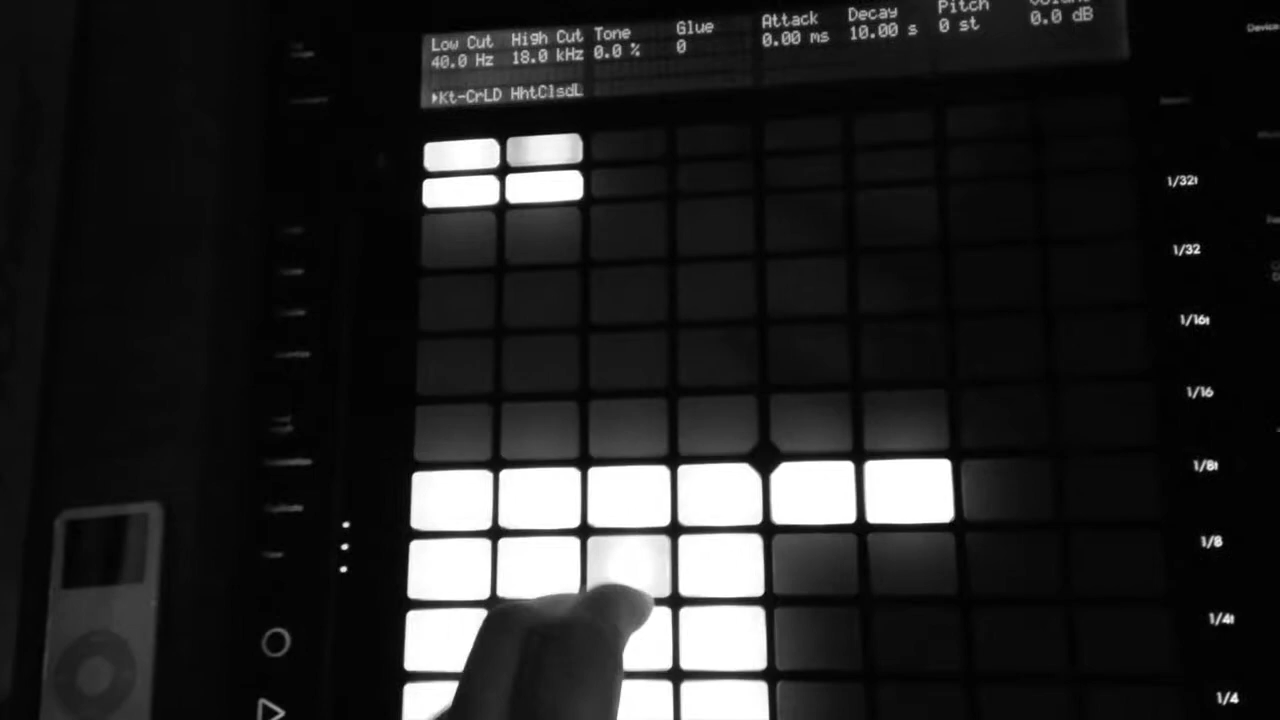 Low Cut High Cut Tone Glue Attack Decay Pitch
40.0 Hz 18.0 kHz 0.0 % 0 0.00 ms 10.00 s 0 st 0.0 dB
Kt-CrLD HhtClsdL
1/32t
1/32
1/16t
1/16
1/8t
1/8
1/4t
1/4